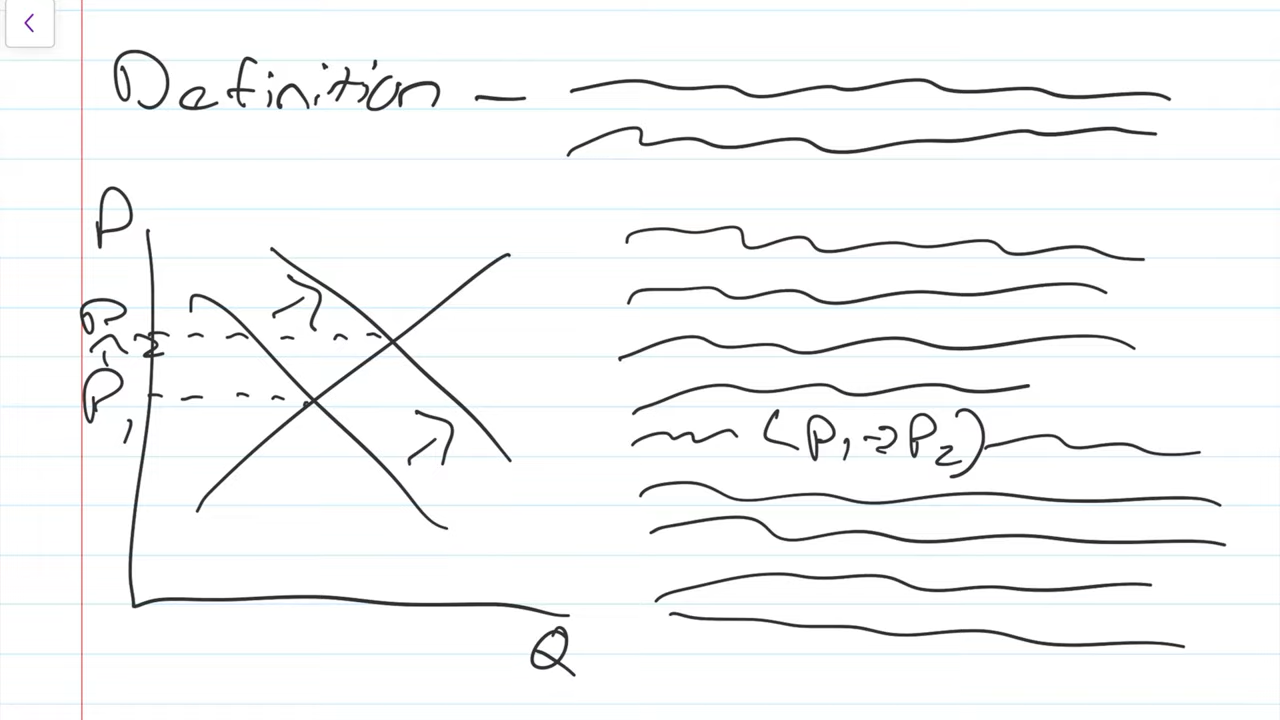 Definition –
P
P2
P1
(P1 → P2)
Q